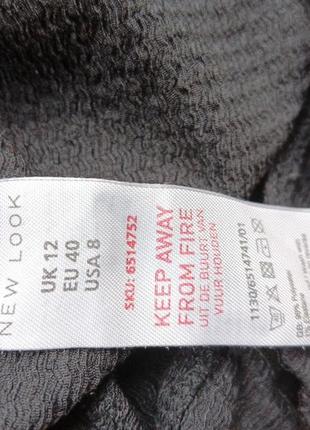 NEW LOOK
UK 12
EU 40
USA 8
SKU: 6514752
KEEP AWAY
FROM FIRE
UIT DE BUURT VAN
VUUR HOUDEN
1130/6514741/01